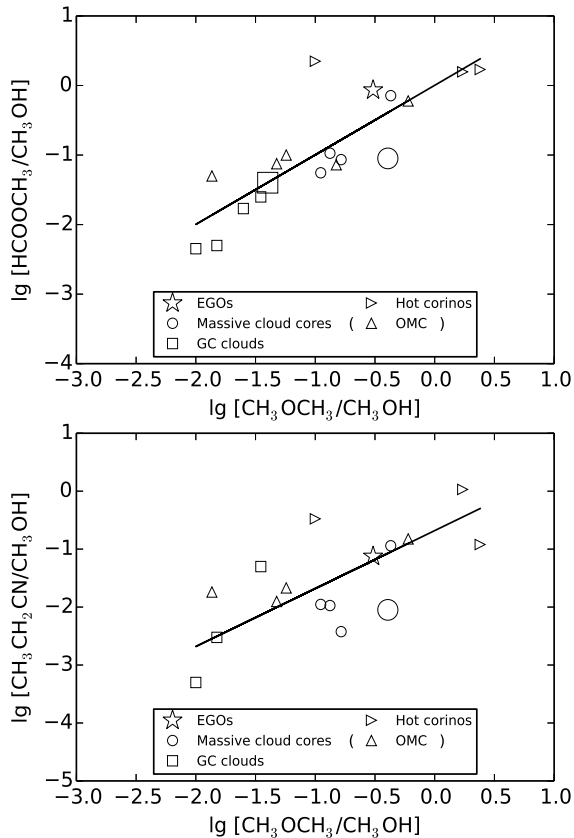 1
0
−1
−2
−3
−4
lg [HCOOCH3/CH3OH]
EGOs
Hot corinos
Massive cloud cores ( OMC )
GC clouds
−3.0 −2.5 −2.0 −1.5 −1.0 −0.5 0.0 0.5 1.0
lg [CH3OCH3/CH3OH]
1
0
−1
−2
−3
−4
−5
lg [CH3CH2CN/CH3OH]
EGOs
Hot corinos
Massive cloud cores ( OMC )
GC clouds
−3.0 −2.5 −2.0 −1.5 −1.0 −0.5 0.0 0.5 1.0
lg [CH3OCH3/CH3OH]